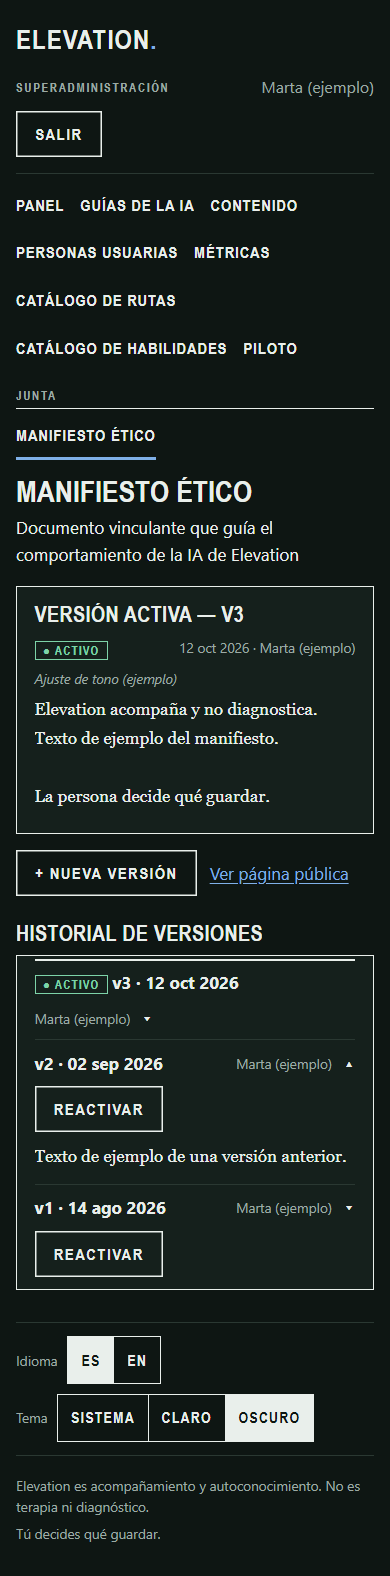 ELEVATION.
SUPERADMINISTRACIÓN Marta (ejemplo)
SALIR
PANEL GUÍAS DE LA IA CONTENIDO
PERSONAS USUARIAS MÉTRICAS
CATÁLOGO DE RUTAS
CATÁLOGO DE HABILIDADES PILOTO
JUNTA
MANIFIESTO ÉTICO
MANIFIESTO ÉTICO
Documento vinculante que guía el
comportamiento de la IA de Elevation
VERSIÓN ACTIVA — V3
● ACTIVO 12 oct 2026 · Marta (ejemplo)
Ajuste de tono (ejemplo)
Elevation acompaña y no diagnostica.
Texto de ejemplo del manifiesto.
La persona decide qué guardar.
+ NUEVA VERSIÓN Ver página pública
HISTORIAL DE VERSIONES
● ACTIVO v3 · 12 oct 2026
Marta (ejemplo) ▼
v2 · 02 sep 2026 Marta (ejemplo) ▲
REACTIVAR
Texto de ejemplo de una versión anterior.
v1 · 14 ago 2026 Marta (ejemplo) ▼
REACTIVAR
Idioma ES EN
Tema SISTEMA CLARO OSCURO
Elevation es acompañamiento y autoconocimiento. No es
terapia ni diagnóstico.
Tú decides qué guardar.